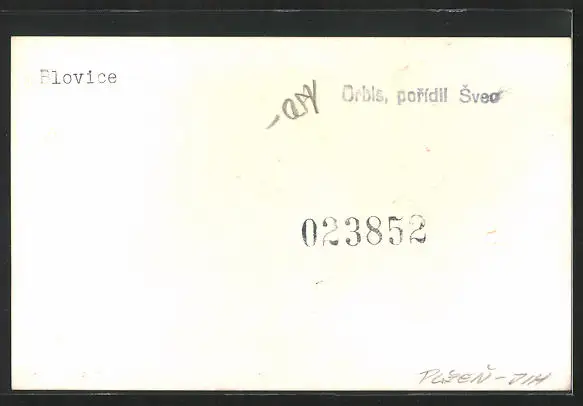 Blovice
Orbis, pořídil Švec
023852
PLZEŇ-JIH